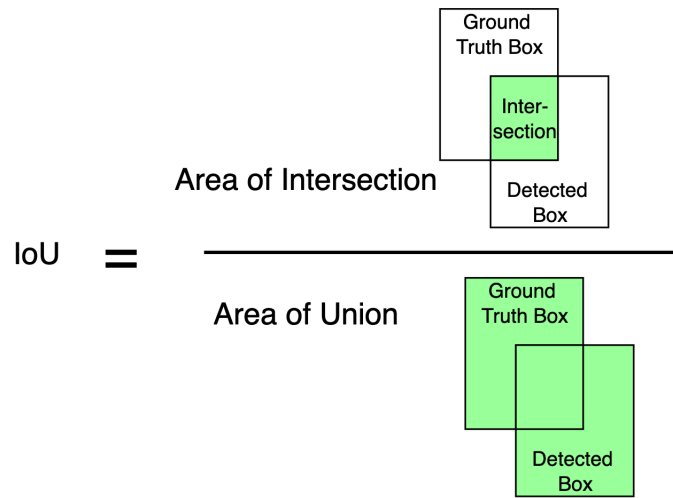 Ground
Truth Box
Inter-
section
Area of Intersection
Detected
Box
IoU =
Area of Union
Ground
Truth Box
Detected
Box